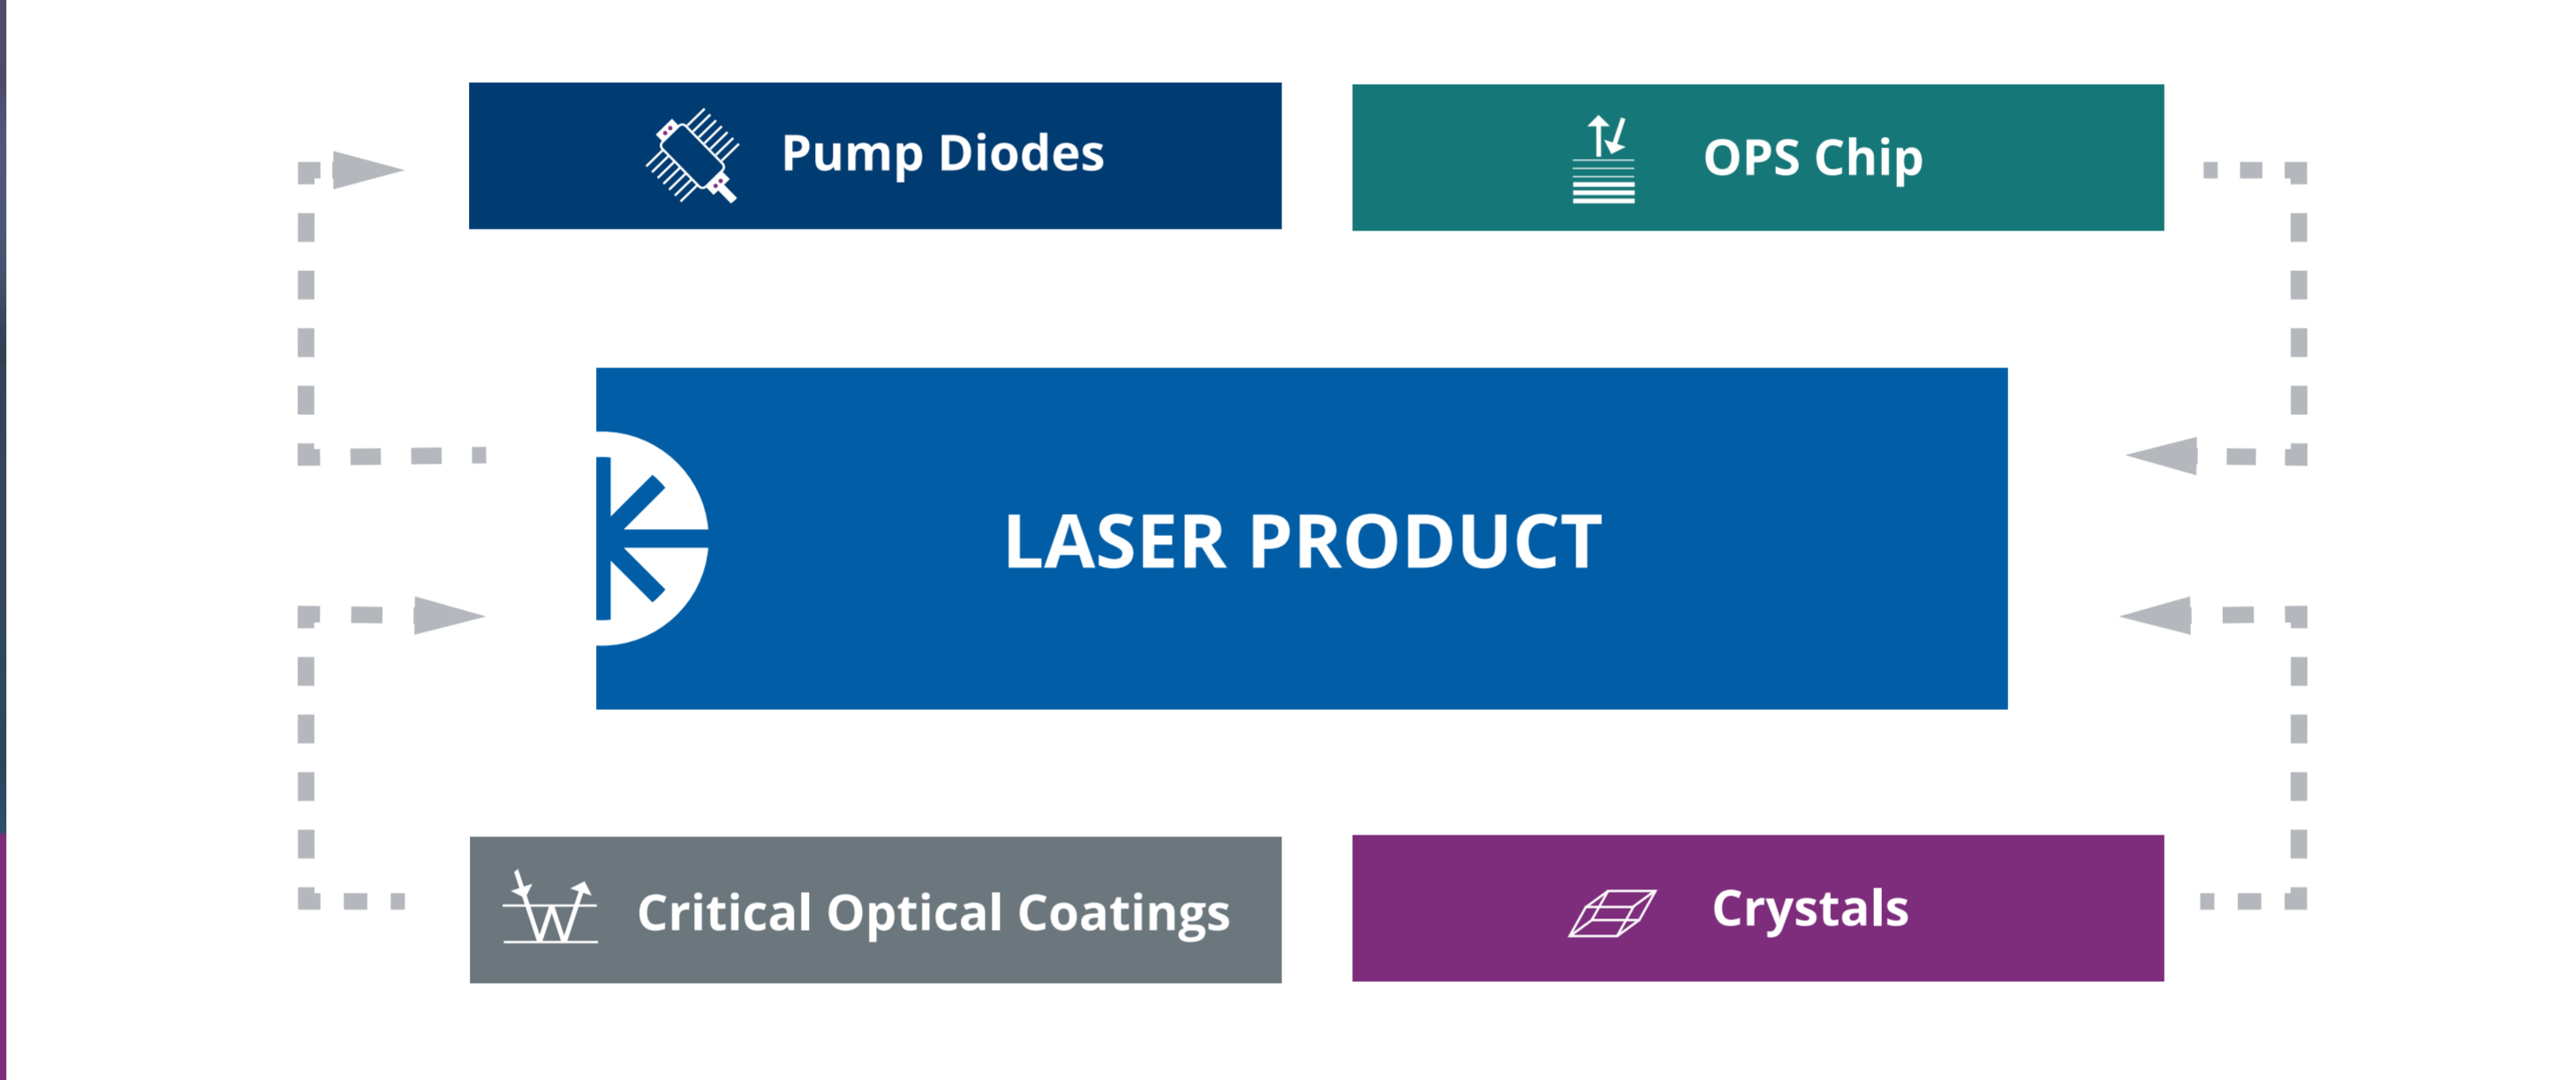 Pump Diodes
OPS Chip
LASER PRODUCT
Critical Optical Coatings
Crystals